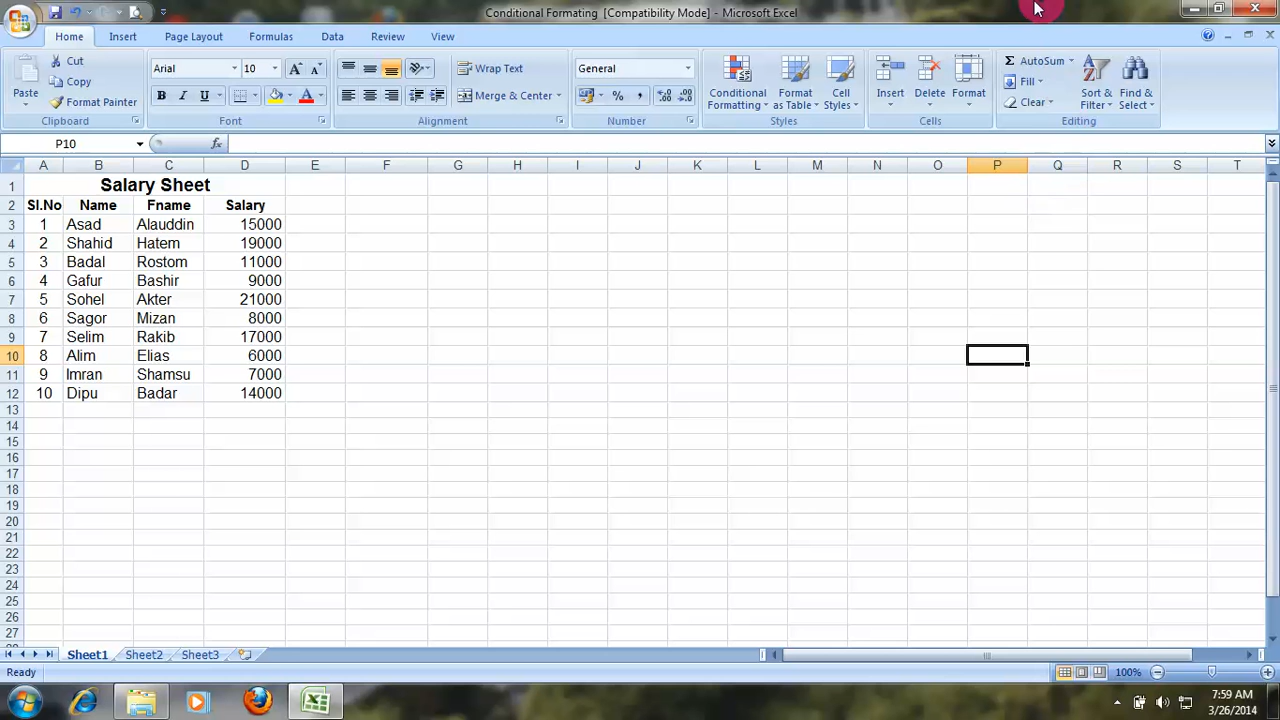 Conditional Formating [Compatibility Mode] - Microsoft Excel
Home Insert Page Layout Formulas Data Review View
Paste
Cut
Copy
Format Painter
Clipboard
Arial 10
B I U
Font
Wrap Text
Merge & Center
Alignment
General
% ,
Number
Conditional Formatting
Format as Table
Cell Styles
Styles
Insert Delete Format
Cells
Σ AutoSum
Fill
Clear
Sort & Filter
Find & Select
Editing
P10 fx
A B C D E F G H I J K L M N O P Q R S T
1 Salary Sheet
2 Sl.No Name Fname Salary
3 1 Asad Alauddin 15000
4 2 Shahid Hatem 19000
5 3 Badal Rostom 11000
6 4 Gafur Bashir 9000
7 5 Sohel Akter 21000
8 6 Sagor Mizan 8000
9 7 Selim Rakib 17000
10 8 Alim Elias 6000
11 9 Imran Shamsu 7000
12 10 Dipu Badar 14000
13
14
15
16
17
18
19
20
21
22
23
24
25
26
27
Sheet1 Sheet2 Sheet3
Ready 100%
7:59 AM
3/26/2014